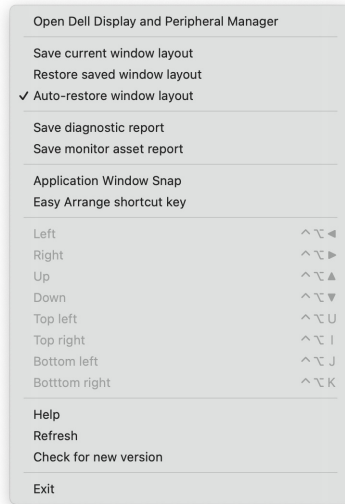 Open Dell Display and Peripheral Manager
Save current window layout
Restore saved window layout
✓ Auto-restore window layout
Save diagnostic report
Save monitor asset report
Application Window Snap
Easy Arrange shortcut key
Left ^⌥◀
Right ^⌥▶
Up ^⌥▲
Down ^⌥▼
Top left ^⌥U
Top right ^⌥I
Bottom left ^⌥J
Botttom right ^⌥K
Help
Refresh
Check for new version
Exit